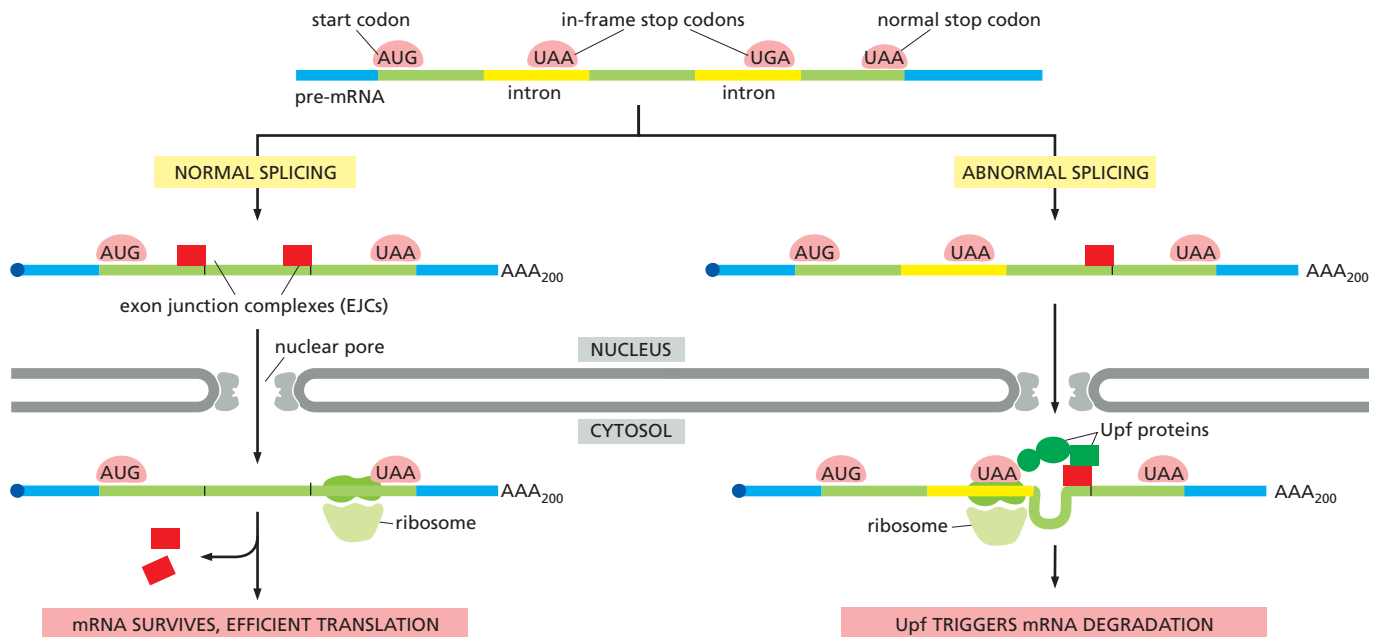 start codon
in-frame stop codons
normal stop codon
AUG
UAA
UGA
UAA
pre-mRNA
intron
intron
NORMAL SPLICING
ABNORMAL SPLICING
AUG
UAA
AAA200
AUG
UAA
UAA
AAA200
exon junction complexes (EJCs)
nuclear pore
NUCLEUS
CYTOSOL
Upf proteins
AUG
UAA
AAA200
ribosome
AUG
UAA
UAA
AAA200
ribosome
mRNA SURVIVES, EFFICIENT TRANSLATION
Upf TRIGGERS mRNA DEGRADATION